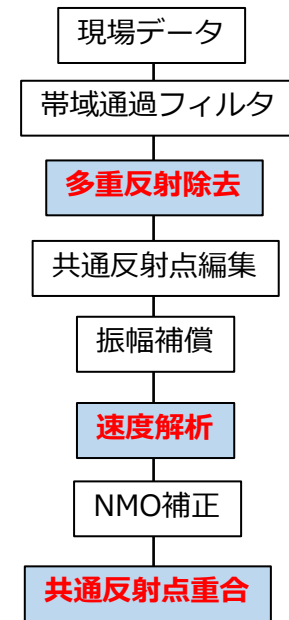 現場データ
帯域通過フィルタ
多重反射除去
共通反射点編集
振幅補償
速度解析
NMO補正
共通反射点重合